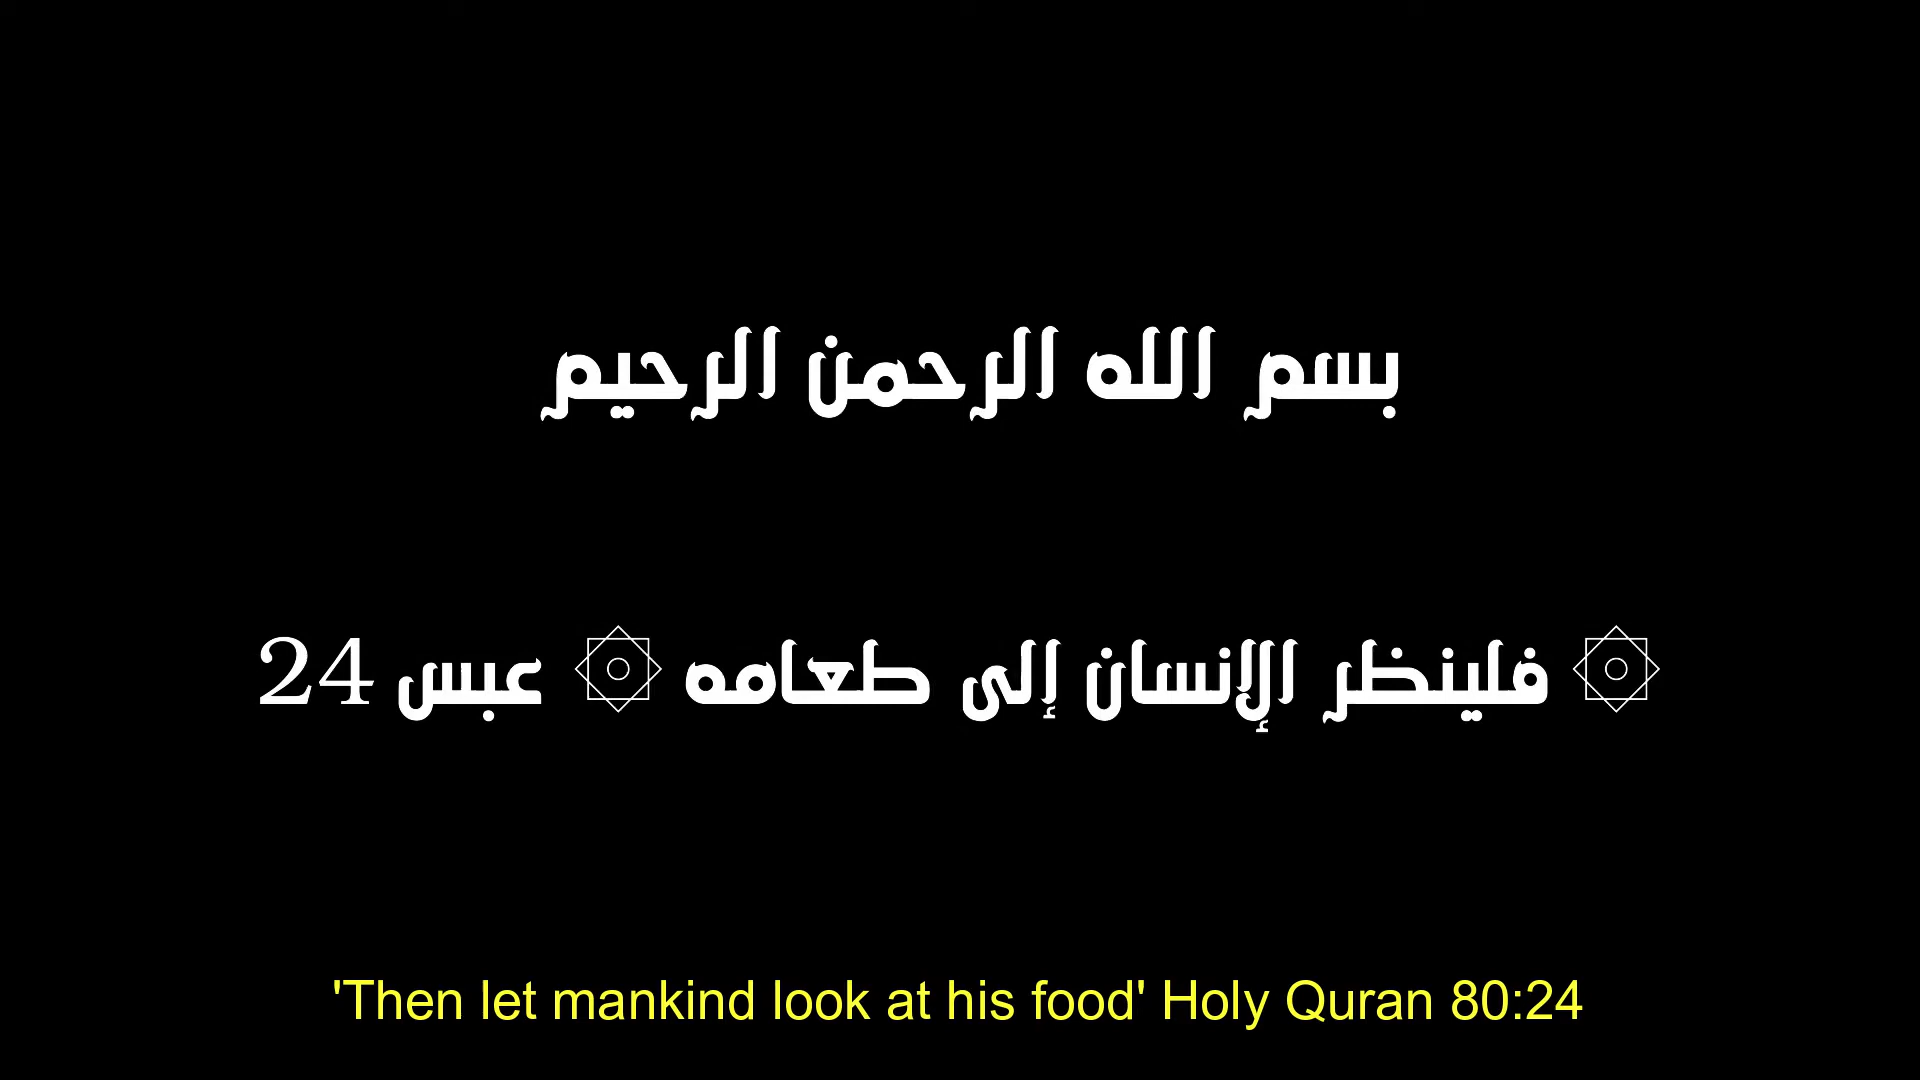 بسم الله الرحمن الرحيم
۞ فلينظر الإنسان إلى طعامه ۞ عبس 24
'Then let mankind look at his food' Holy Quran 80:24